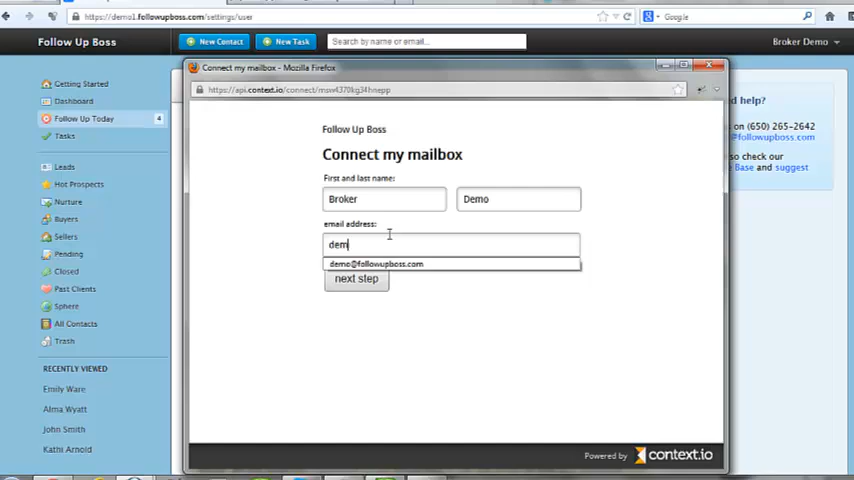 https://demo1.followupboss.com/settings/user
Google
Follow Up Boss
New Contact
New Task
Search by name or email...
Broker Demo
Connect my mailbox - Mozilla Firefox
Getting Started
Dashboard
Follow Up Today
4
Tasks
Leads
Hot Prospects
Nurture
Buyers
Sellers
Pending
Closed
Past Clients
Sphere
All Contacts
Trash
RECENTLY VIEWED
Emily Ware
Alma Wyatt
John Smith
Kathi Arnold
Follow Up Boss
Connect my mailbox
First and last name:
Broker
Demo
email address:
dem
demo@followupboss.com
next step
Powered by
context.io
d help?
on (650) 265-2642
followupboss.com
so check our
Base and suggest